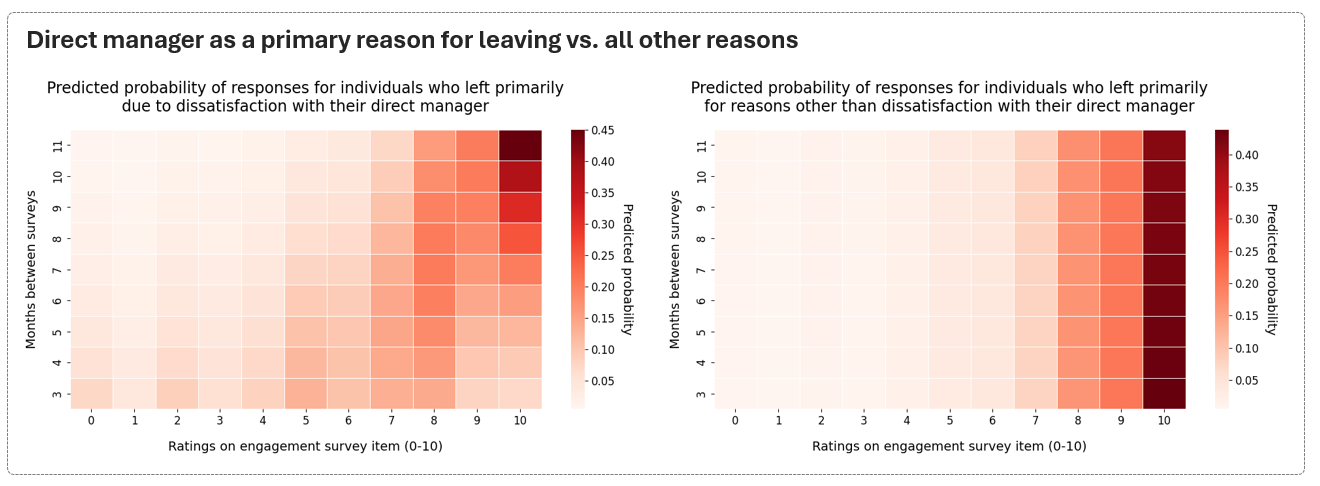 Direct manager as a primary reason for leaving vs. all other reasons
Predicted probability of responses for individuals who left primarily
due to dissatisfaction with their direct manager
Months between surveys
11
10
9
8
7
6
5
4
3
0 1 2 3 4 5 6 7 8 9 10
Ratings on engagement survey item (0-10)
0.45
0.40
0.35
0.30
0.25
0.20
0.15
0.10
0.05
Predicted probability
Predicted probability of responses for individuals who left primarily
for reasons other than dissatisfaction with their direct manager
Months between surveys
11
10
9
8
7
6
5
4
3
0 1 2 3 4 5 6 7 8 9 10
Ratings on engagement survey item (0-10)
0.40
0.35
0.30
0.25
0.20
0.15
0.10
0.05
Predicted probability